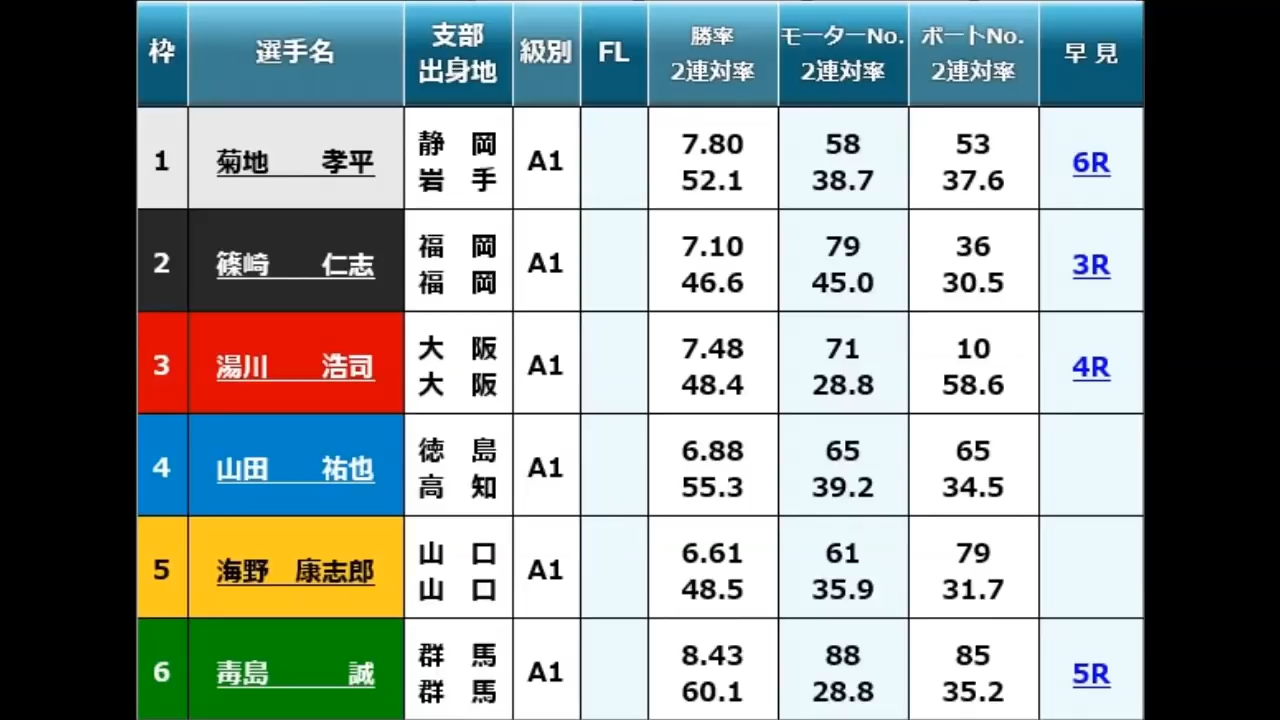 枠 選手名 支部 出身地 級別 FL 勝率 2連対率 モーターNo. 2連対率 ボートNo. 2連対率 早見
1 菊地 孝平 静岡 岩手 A1 7.80 52.1 58 38.7 53 37.6 6R
2 篠崎 仁志 福岡 福岡 A1 7.10 46.6 79 45.0 36 30.5 3R
3 湯川 浩司 大阪 大阪 A1 7.48 48.4 71 28.8 10 58.6 4R
4 山田 祐也 徳島 高知 A1 6.88 55.3 65 39.2 65 34.5
5 海野 康志郎 山口 山口 A1 6.61 48.5 61 35.9 79 31.7
6 毒島 誠 群馬 群馬 A1 8.43 60.1 88 28.8 85 35.2 5R